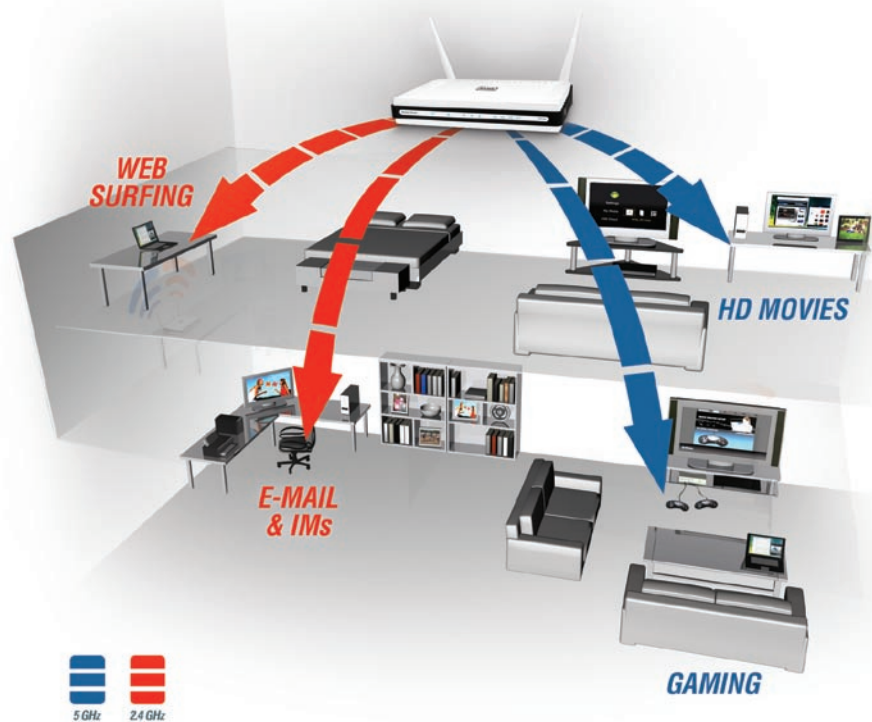 WEB
SURFING
HD MOVIES
E-MAIL
& IMs
GAMING
5 GHz
2.4 GHz